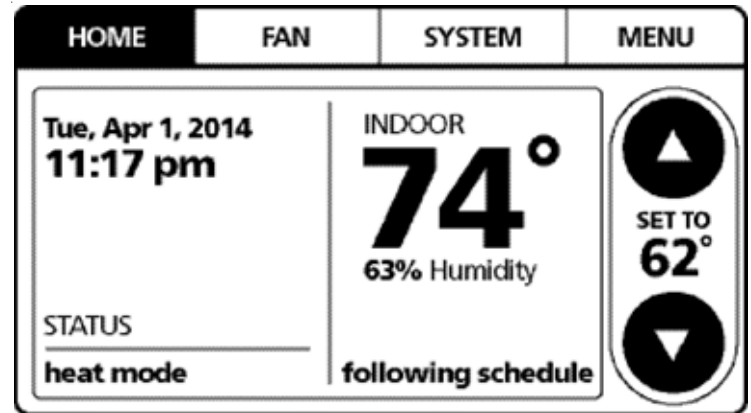 HOME FAN SYSTEM MENU
Tue, Apr 1, 2014
11:17 pm
STATUS
heat mode
INDOOR
74°
63% Humidity
following schedule
SET TO
62°